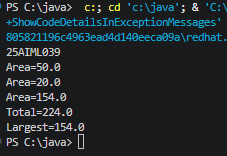 PS C:\java>  c:; cd 'c:\java'; & 'C:
+ShowCodeDetailsInExceptionMessages'
805821196c4963ead4d140eeca09a\redhat.
25AIML039
Area=50.0
Area=20.0
Area=154.0
Total=224.0
Largest=154.0
PS C:\java>